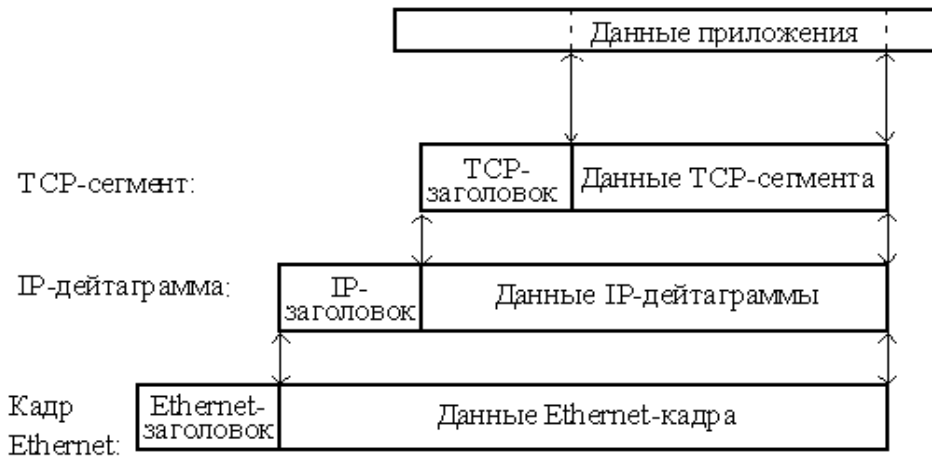 Данные приложения
TCP-сегмент:
TCP-
заголовок
Данные TCP-сегмента
IP-дейтаграмма:
IP-
заголовок
Данные IP-дейтаграммы
Кадр
Ethernet:
Ethernet-
заголовок
Данные Ethernet-кадра